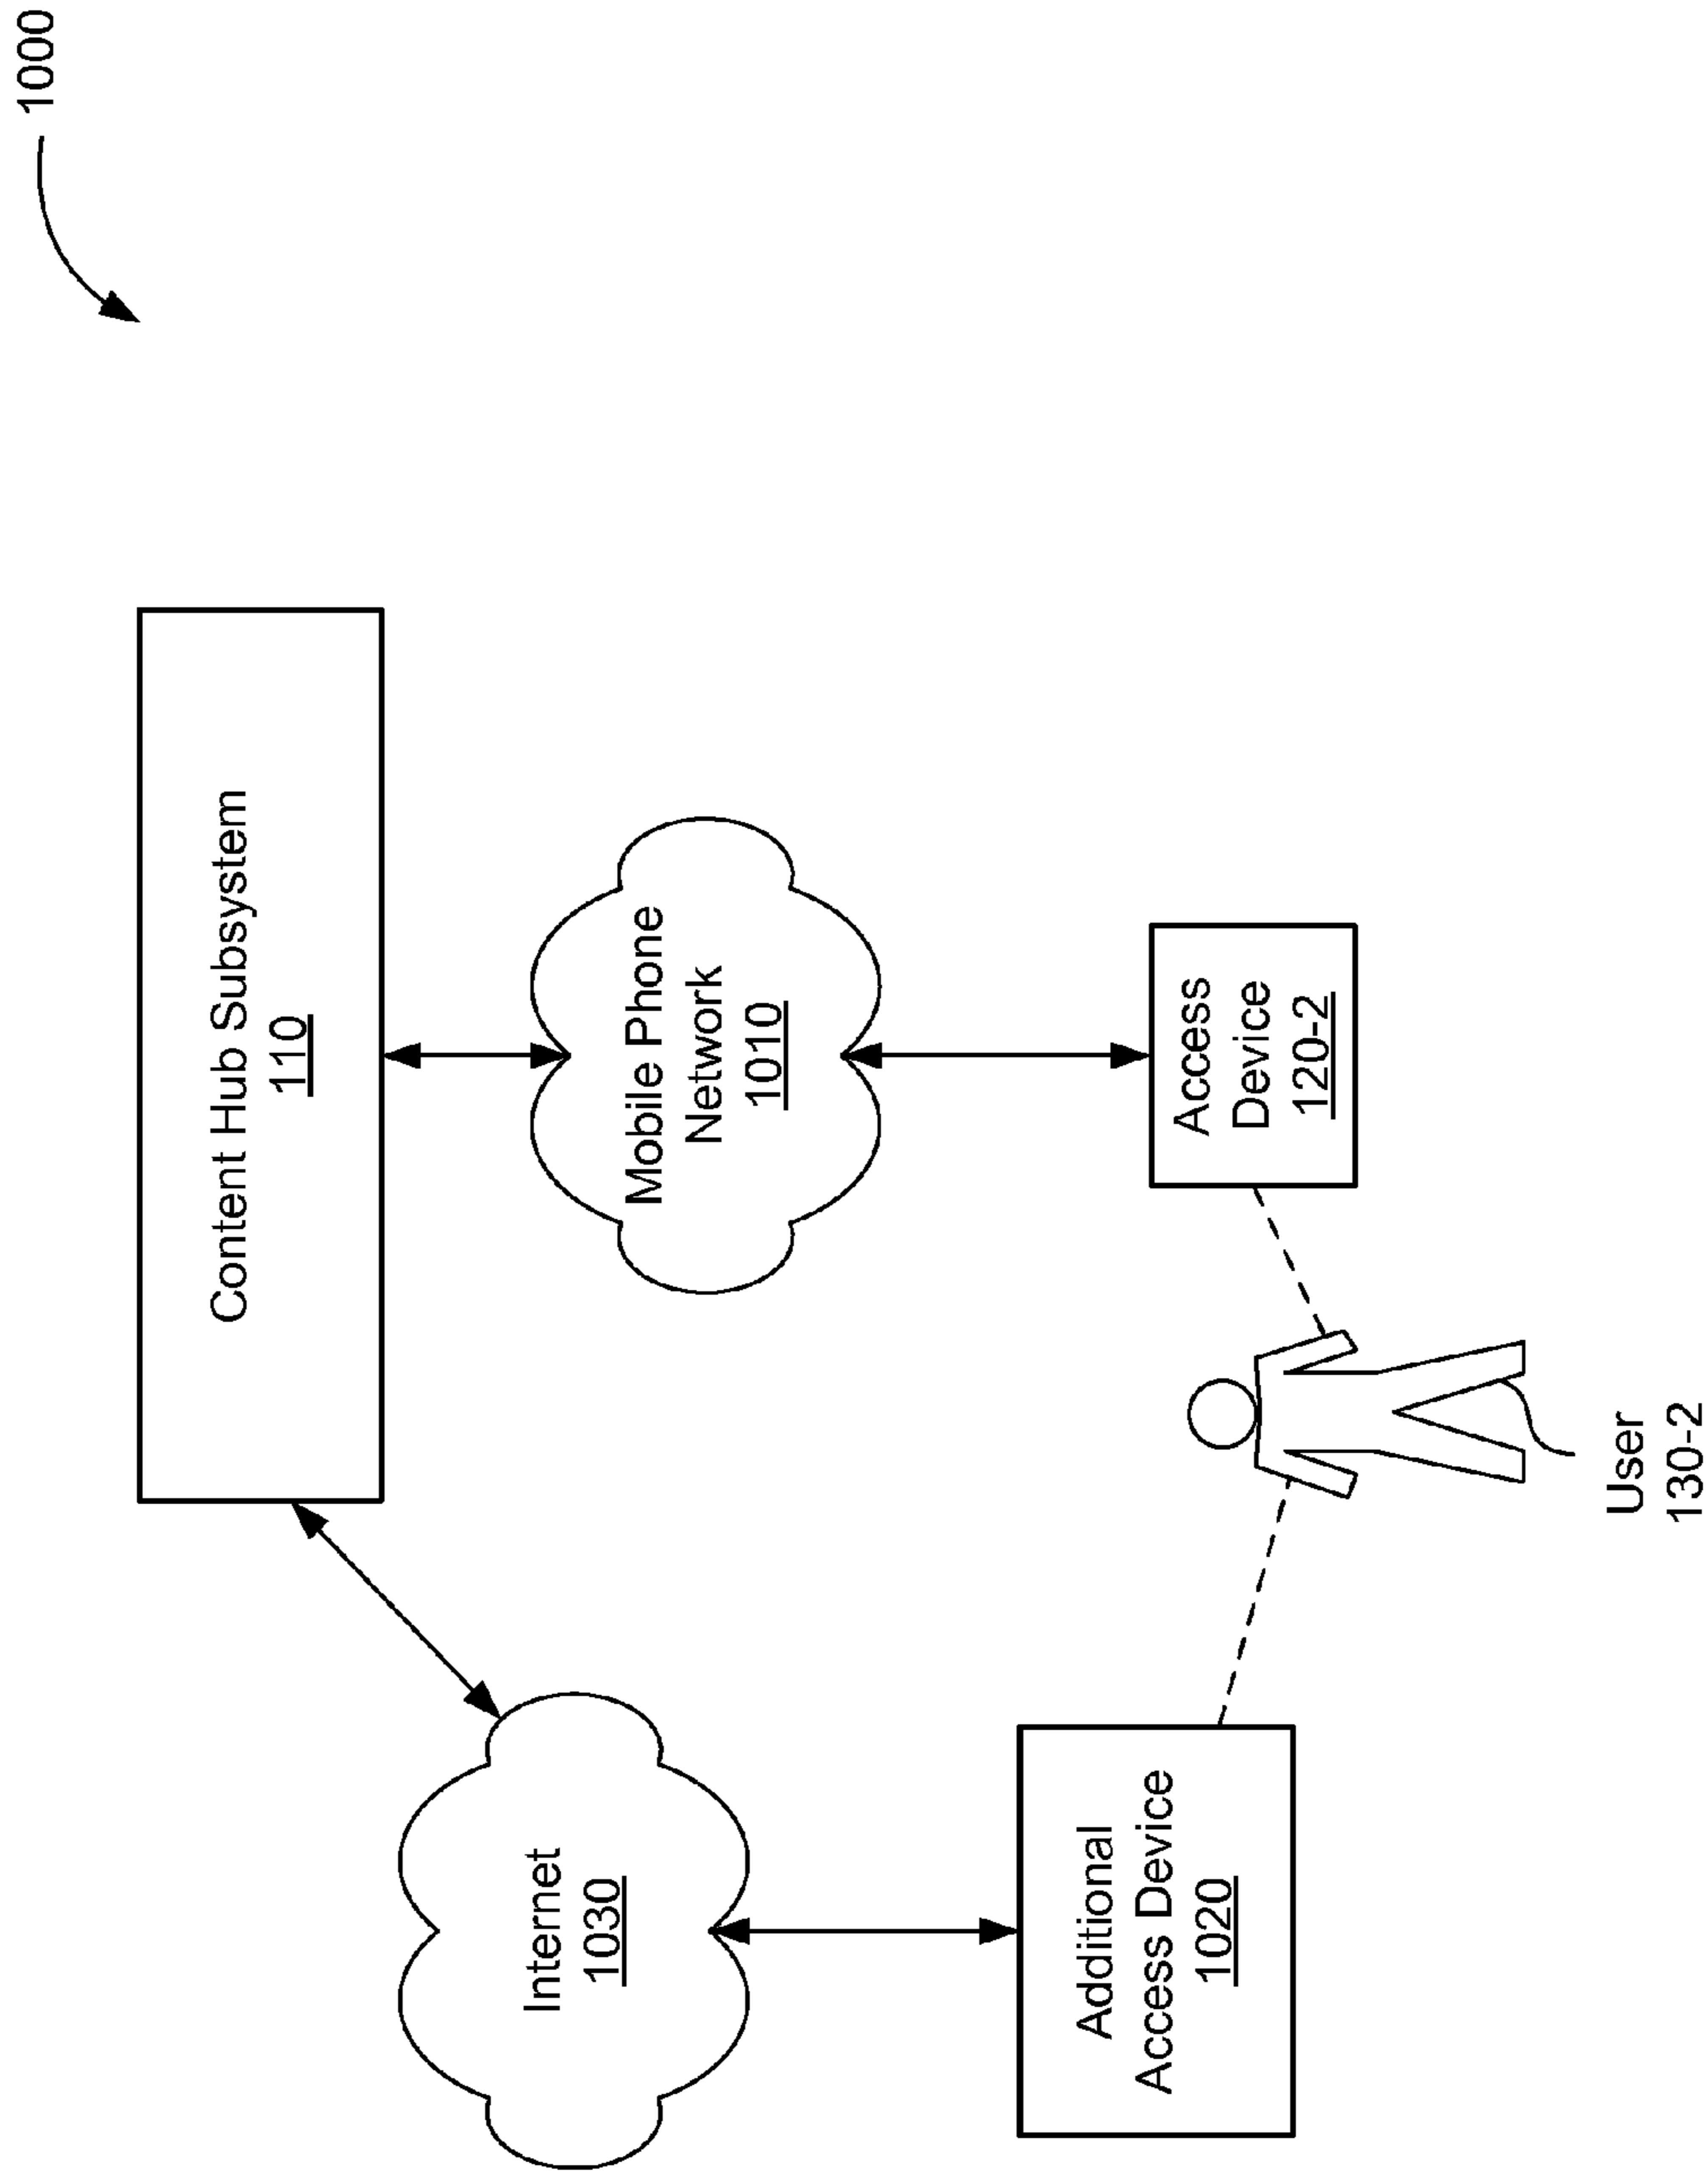 1000
Content Hub Subsystem
110
Internet
1030
Mobile Phone
Network
1010
Additional
Access Device
1020
Access
Device
120-2
User
130-2